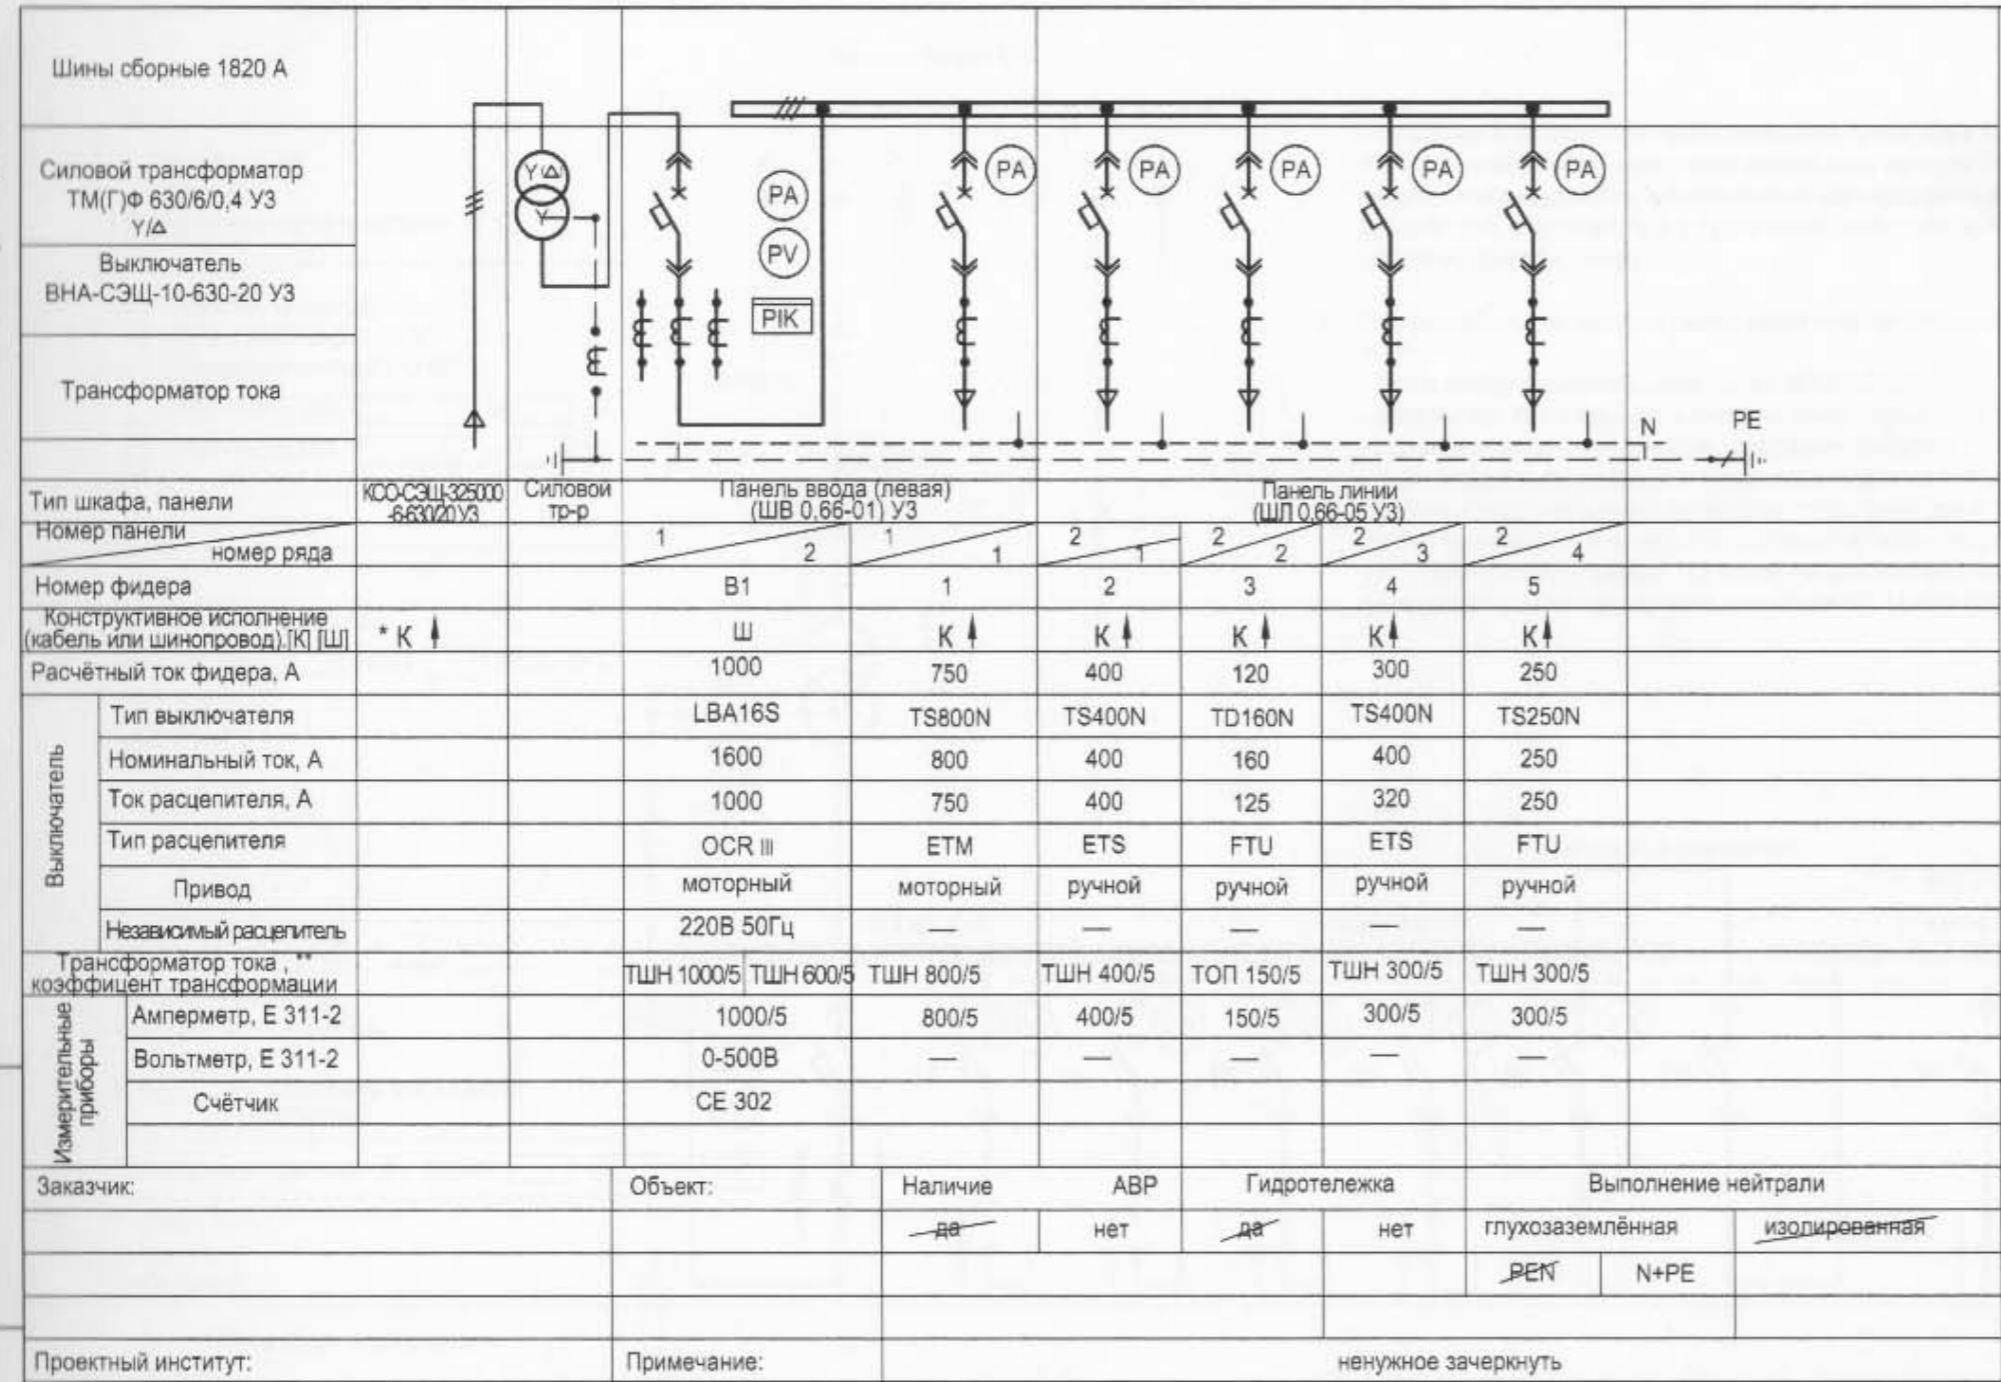 Шины сборные 1820 А
Силовой трансформатор
ТМ(Г)Ф 630/6/0,4 У3
Y/Δ
Выключатель
ВНА-СЭЩ-10-630-20 У3
Трансформатор тока
Y/Δ
Y
PA
PV
PIK
PA PA PA PA PA
N PE
Тип шкафа, панели КСО-СЭЩ-325000 Силовой Панель ввода (левая) Панель линии
-6-630/20 У3 тр-р (ШВ 0,66-01) У3 (ШЛ 0,66-05 У3)
Номер панели 1 1 2 2 2 2
номер ряда 2 1 1 2 3 4
Номер фидера В1 1 2 3 4 5
Конструктивное исполнение
(кабель или шинопровод).[К] [Ш] * К Ш К К К К К
Расчётный ток фидера, А 1000 750 400 120 300 250
Выключатель
Тип выключателя LBA16S TS800N TS400N TD160N TS400N TS250N
Номинальный ток, А 1600 800 400 160 400 250
Ток расцепителя, А 1000 750 400 125 320 250
Тип расцепителя OCR III ETM ETS FTU ETS FTU
Привод моторный моторный ручной ручной ручной ручной
Независимый расцепитель 220В 50Гц — — — — —
Трансформатор тока , **
коэффицент трансформации ТШН 1000/5 ТШН 600/5 ТШН 800/5 ТШН 400/5 ТОП 150/5 ТШН 300/5 ТШН 300/5
Измерительные
приборы
Амперметр, Е 311-2 1000/5 800/5 400/5 150/5 300/5 300/5
Вольтметр, Е 311-2 0-500В — — — — —
Счётчик СЕ 302
Заказчик: Объект: Наличие АВР Гидротележка Выполнение нейтрали
да нет да нет глухозаземлённая изолированная
PEN N+PE
Проектный институт: Примечание: ненужное зачеркнуть